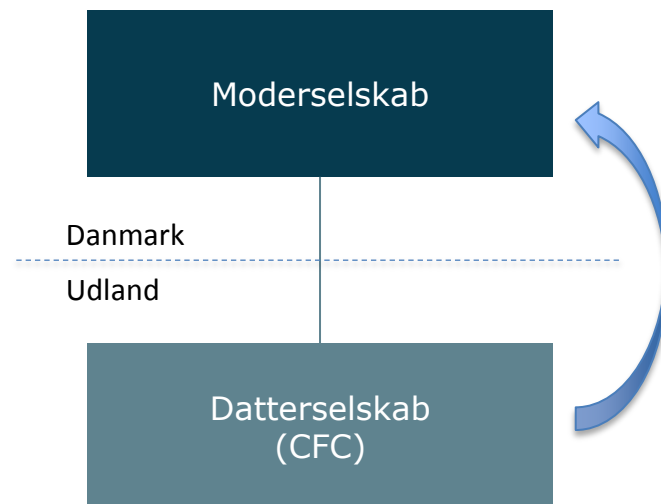 Moderselskab
Danmark
Udland
Datterselskab
(CFC)